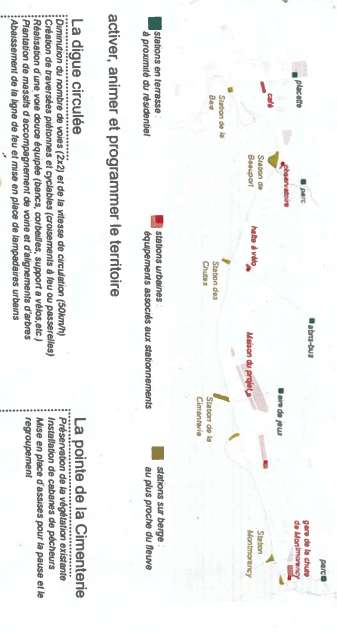 placette
parc
abris-bus
aire de jeux
parc
café
observatoire
halte à vélo
Maison du projet
gare de la chute
de Montmorency
Station de la
Base
Station de
Beauport
Station des
Chutes
Station de la
Cimenterie
Station
Montmorency
stations en terrasse :
à proximité du résidentiel
stations urbaines :
équipements associés aux stationnements
stations sur berge :
au plus proche du fleuve
activer, animer et programmer le territoire
La digue circulée
Diminution du nombre de voies (2x2) et de la vitesse de circulation (50km/h)
Création de traversées piétonnes et cyclables (croisements à feu ou passerelles)
Réalisation d'une voie douce équipée (bancs, corbeilles, support à vélos,etc.)
Plantation de massifs d'accompagnement de voirie et d'alignements d'arbres
Abaissement de la ligne de feu et mise en place de lampadaires urbains
La pointe de la Cimenterie
Préservation de la végétation existante
Installation de cabanes de pêcheurs
Mise en place d'assises pour la pause et le
regroupement